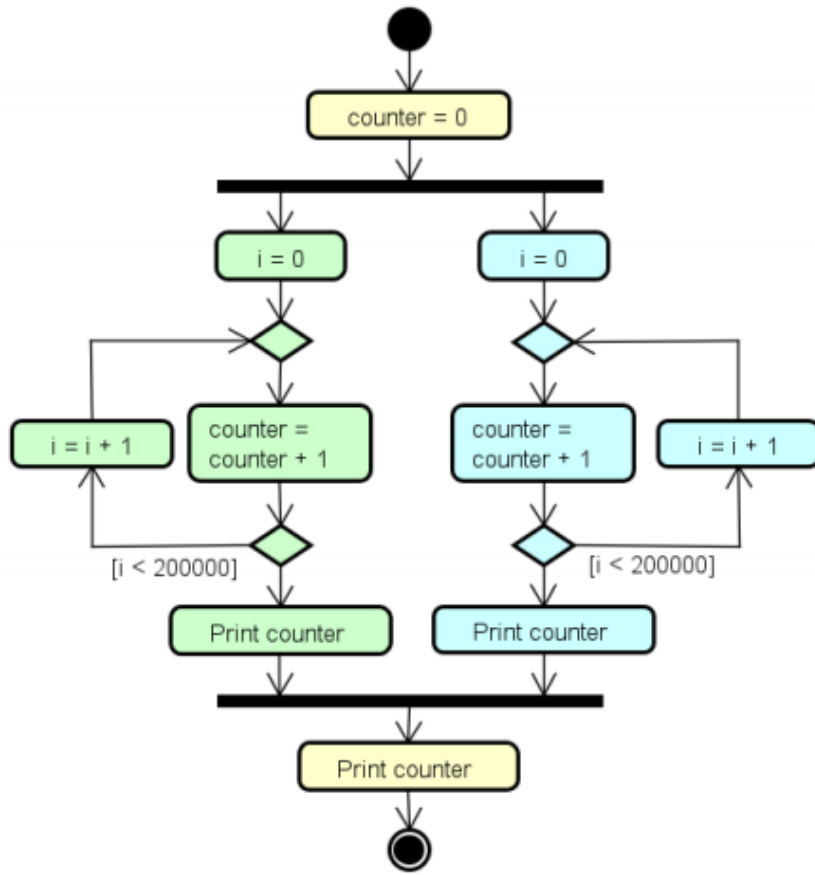 counter = 0
i = 0
i = 0
counter =
counter + 1
i = i + 1
[i < 200000]
counter =
counter + 1
i = i + 1
[i < 200000]
Print counter
Print counter
Print counter